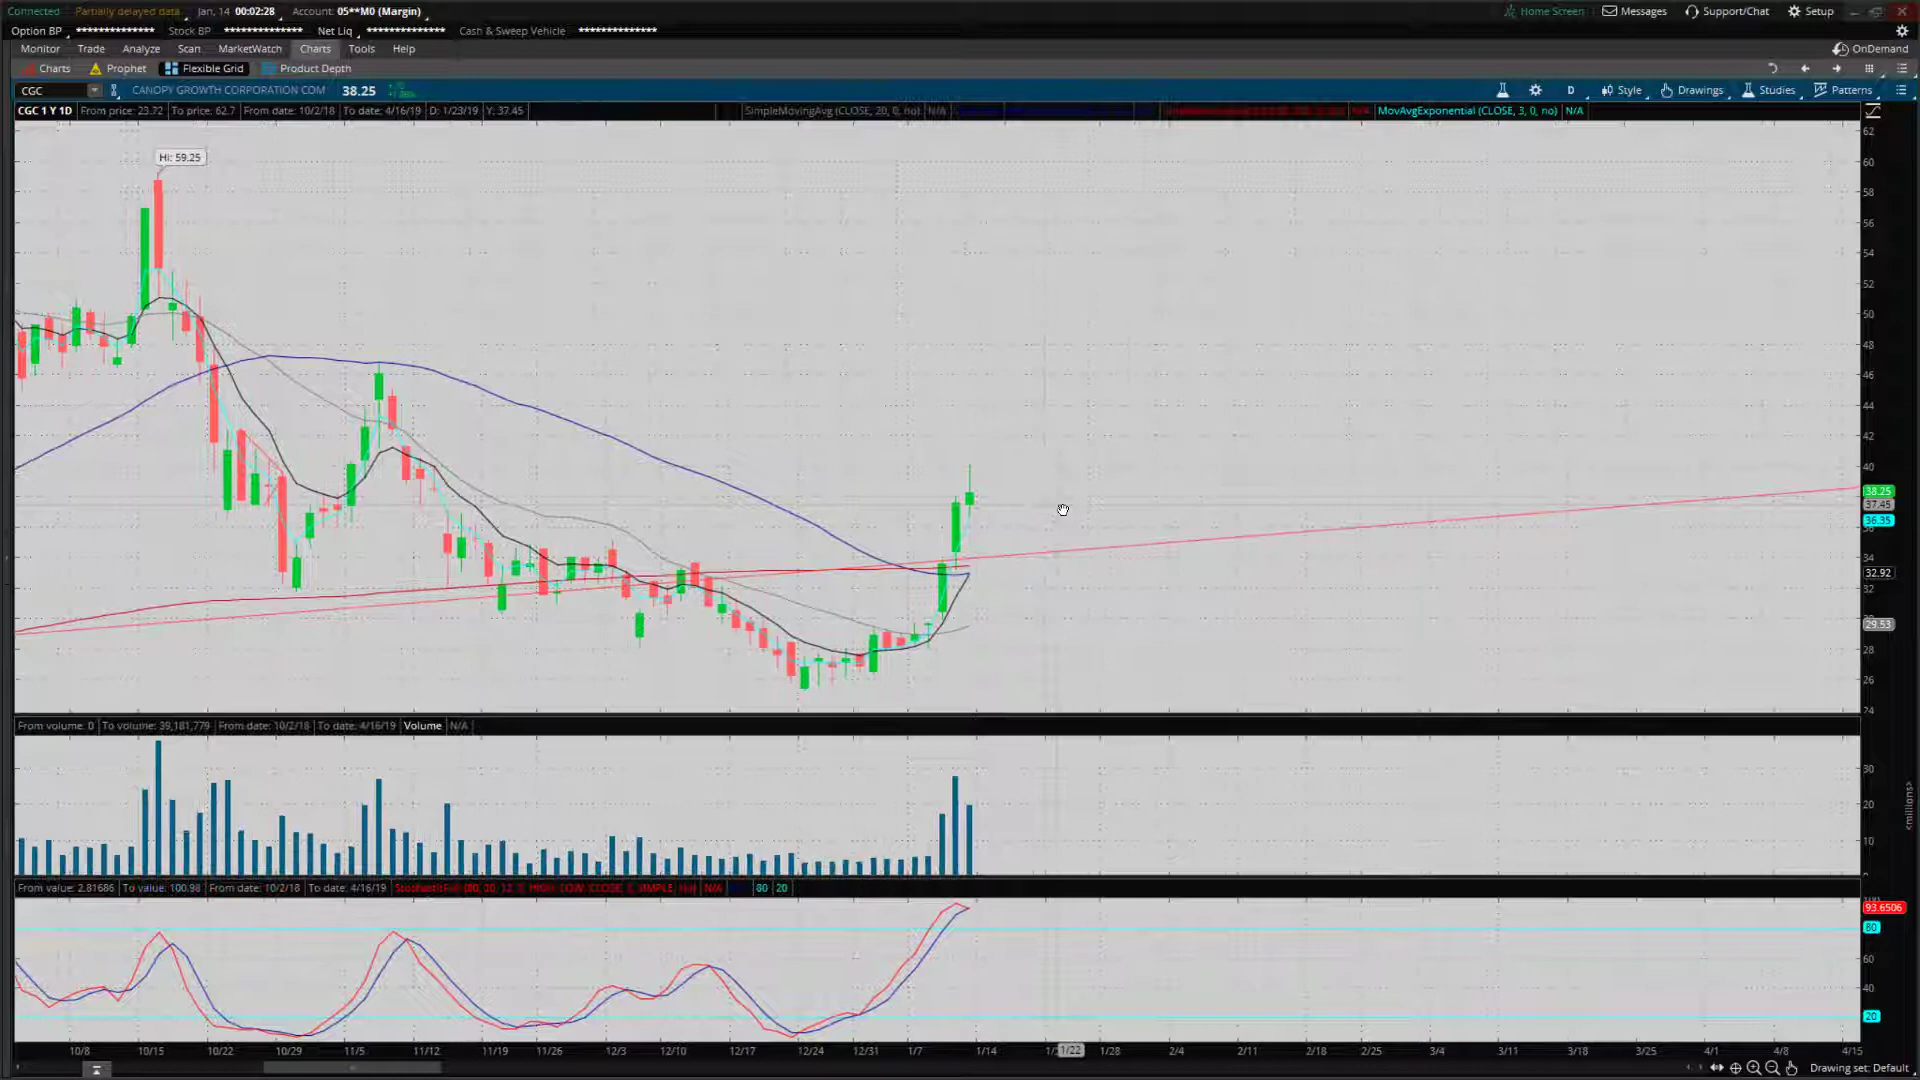 Connected Partially delayed data Jan, 14 00:02:28 Account: 05**M0 (Margin) Home Screen Messages Support/Chat Setup
Option BP ************** Stock BP ************** Net Liq ************** Cash & Sweep Vehicle **************
Monitor Trade Analyze Scan MarketWatch Charts Tools Help OnDemand
Charts Prophet Flexible Grid Product Depth
CGC CANOPY GROWTH CORPORATION COM 38.25 D Style Drawings Studies Patterns
CGC 1 Y 1D From price: 23.72 To price: 62.7 From date: 10/2/18 To date: 4/16/19 D: 1/23/19 Y: 37.45 SimpleMovingAvg (CLOSE, 20, 0, no) N/A MovAvgExponential (CLOSE, 3, 0, no) N/A
62
Hi: 59.25
60
58
56
54
52
50
48
46
44
42
40
38.25
37.45
36.35
34
32.92
32
29.53
28
26
24
From volume: 0 To volume: 39,181,779 From date: 10/2/18 To date: 4/16/19 Volume N/A
30
20
10
<millions>
From value: 2.81686 To value: 100.98 From date: 10/2/18 To date: 4/16/19 N/A 80 20
93.6506
80
60
40
20
10/8 10/15 10/22 10/29 11/5 11/12 11/19 11/26 12/3 12/10 12/17 12/24 12/31 1/7 1/14 1/22 1/28 2/4 2/11 2/18 2/25 3/4 3/11 3/18 3/25 4/1 4/8 4/15
Drawing set: Default